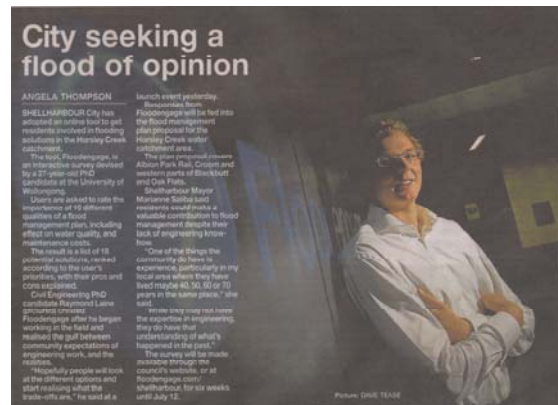 City seeking a
flood of opinion
ANGELA THOMPSON
SHELLHARBOUR City has
adopted an online tool to get
residents involved in flooding
solutions in the Horsley Creek
catchment.
The tool, Floodengage, is
an interactive survey devised
by a 27-year-old PhD
candidate at the University of
Wollongong.
Users are asked to rate the
importance of 16 different
qualities of a flood
management plan, including
effect on water quality, and
maintenance costs.
The result is a list of 16
potential solutions, ranked
according to the user's
priorities, with their pros and
cons explained.
Civil Engineering PhD
candidate Raymond Laine
(pictured) created
Floodengage after he began
working in the field and
realised the gulf between
community expectations of
engineering work, and the
realities.
"Hopefully people will look
at the different options and
start realising what the
trade-offs are," he said at a
launch event yesterday.
Responses from
Floodengage will be fed into
the flood management
plan proposal for the
Horsley Creek water
catchment area.
The plan proposal covers
Albion Park Rail, Croom and
western parts of Blackbutt
and Oak Flats.
Shellharbour Mayor
Marianne Saliba said
residents could make a
valuable contribution to flood
management despite their
lack of engineering know-
how.
"One of the things the
community do have is
experience, particularly in my
local area where they have
lived maybe 40, 50, 60 or 70
years in the same place," she
said.
"While they may not have
the expertise in engineering,
they do have that
understanding of what's
happened in the past."
The survey will be made
available through the
council's website, or at
floodengage.com/
shellharbour, for six weeks
until July 12.
Picture: DAVE TEASE